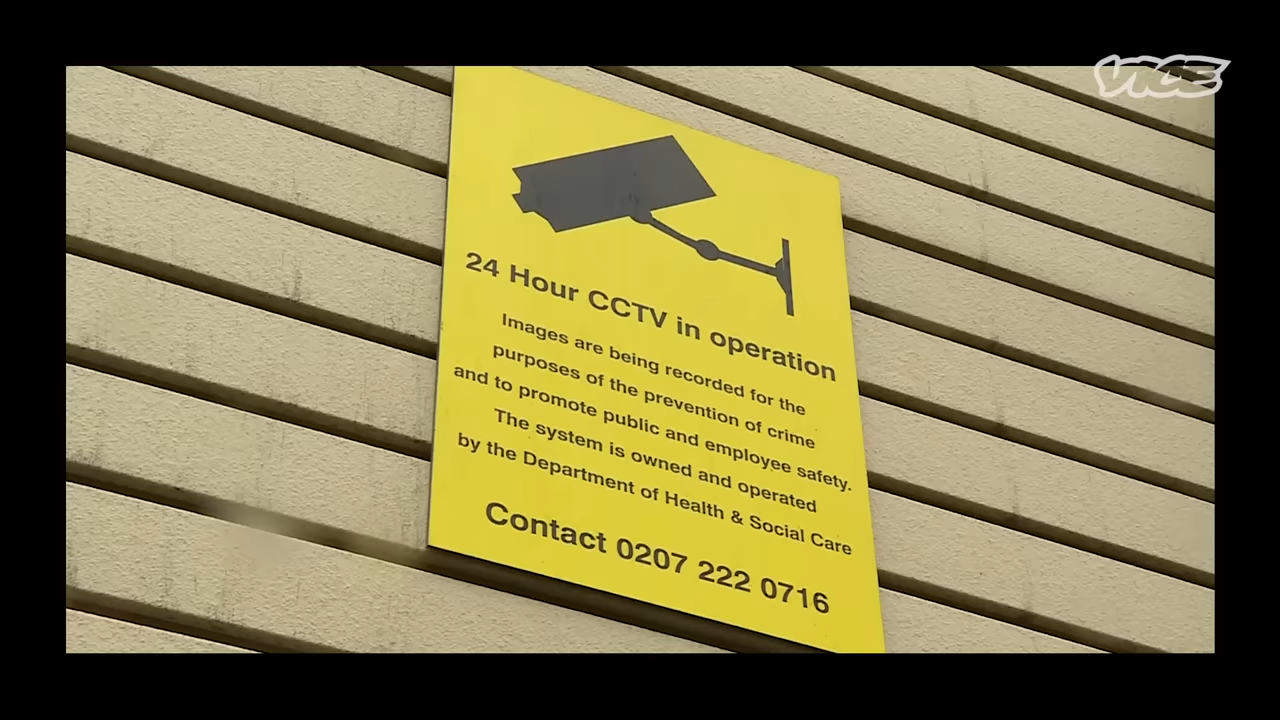 VICE
24 Hour CCTV in operation
Images are being recorded for the
purposes of the prevention of crime
and to promote public and employee safety.
The system is owned and operated
by the Department of Health & Social Care
Contact 0207 222 0716